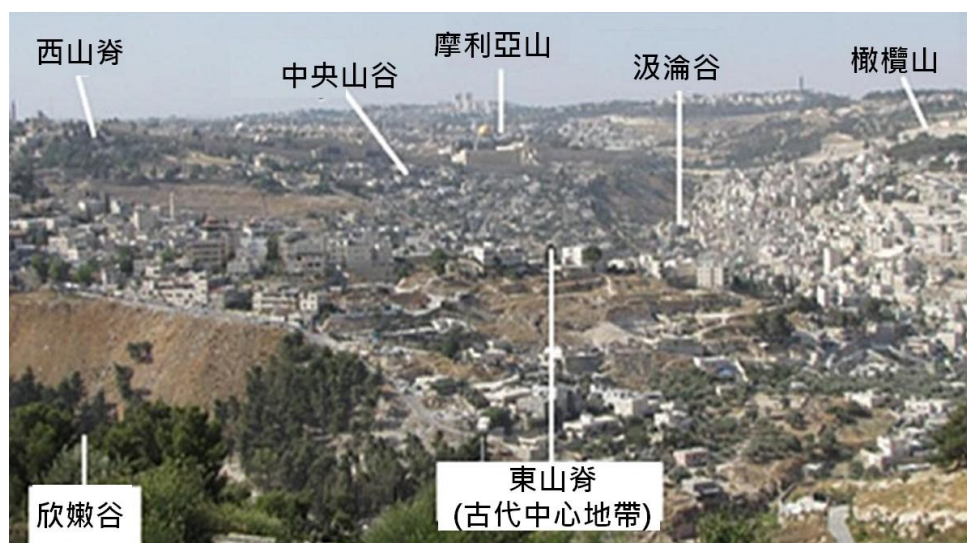 西山脊
中央山谷
摩利亞山
汲淪谷
橄欖山
欣嫩谷
東山脊
(古代中心地帶)